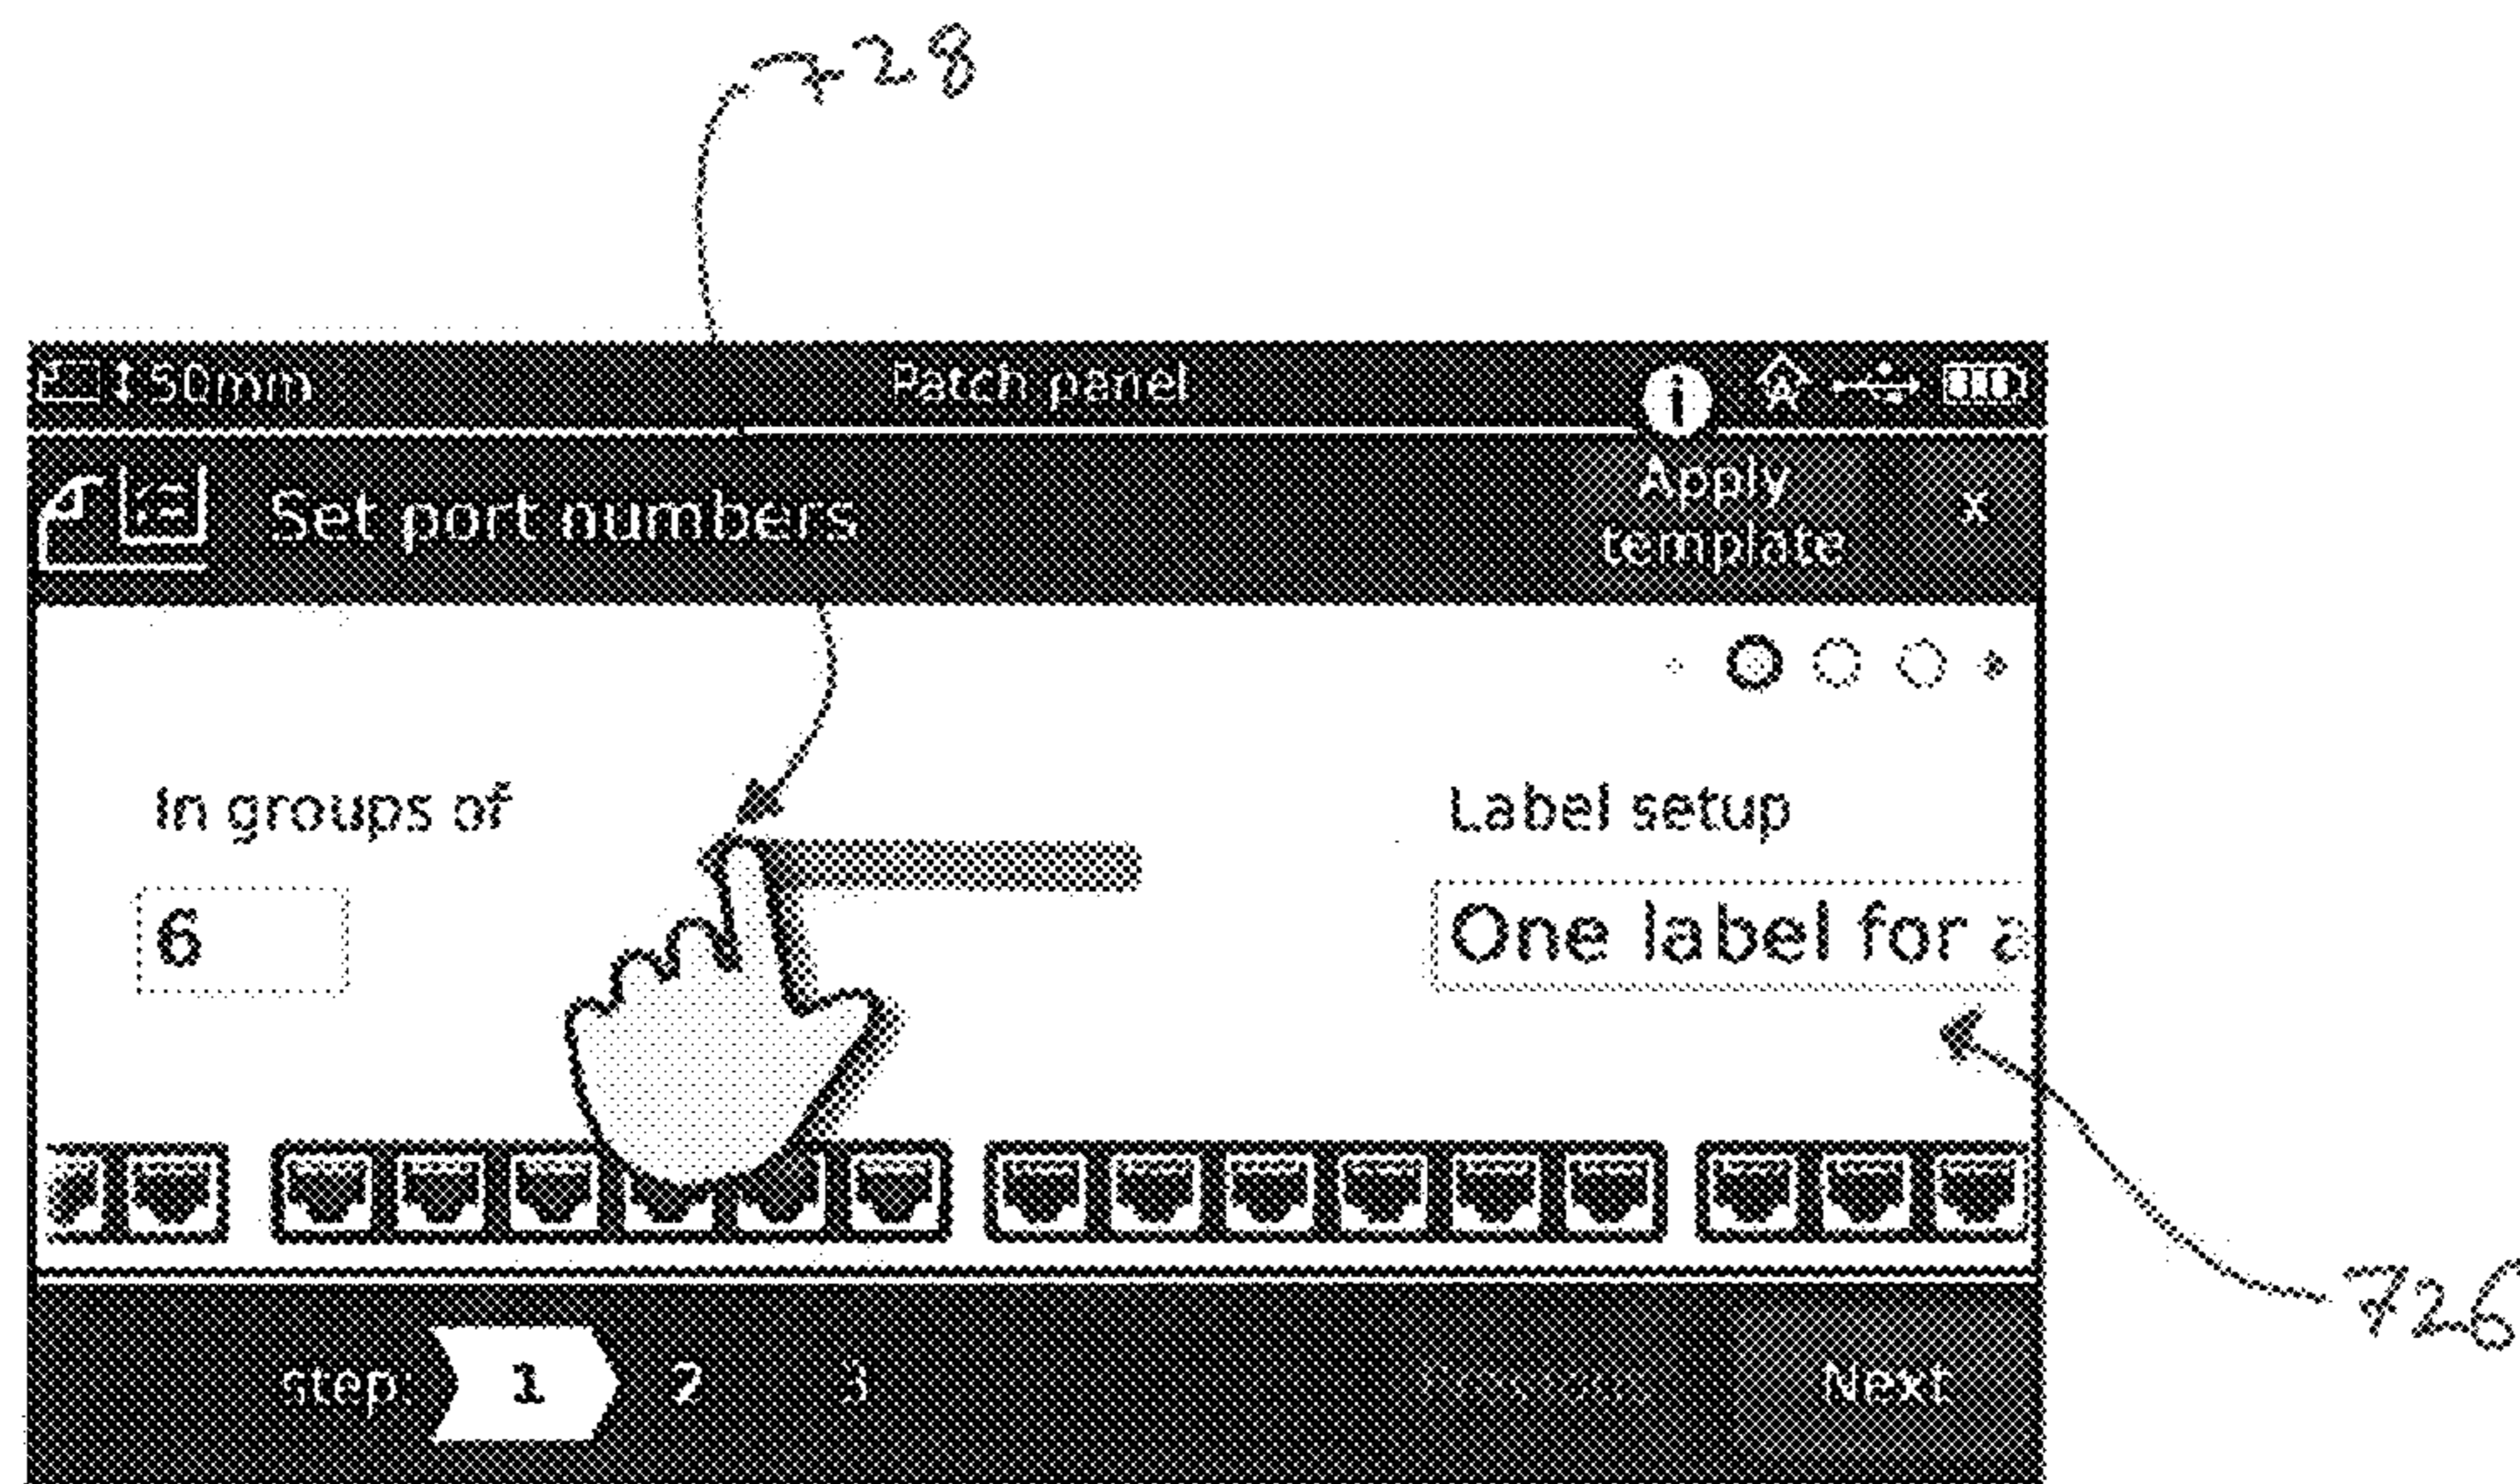 728
50mm
Patch panel
i
Set port numbers
Apply
template
x
In groups of
Label setup
6
One label for a
726
step: 1 2 3
Next